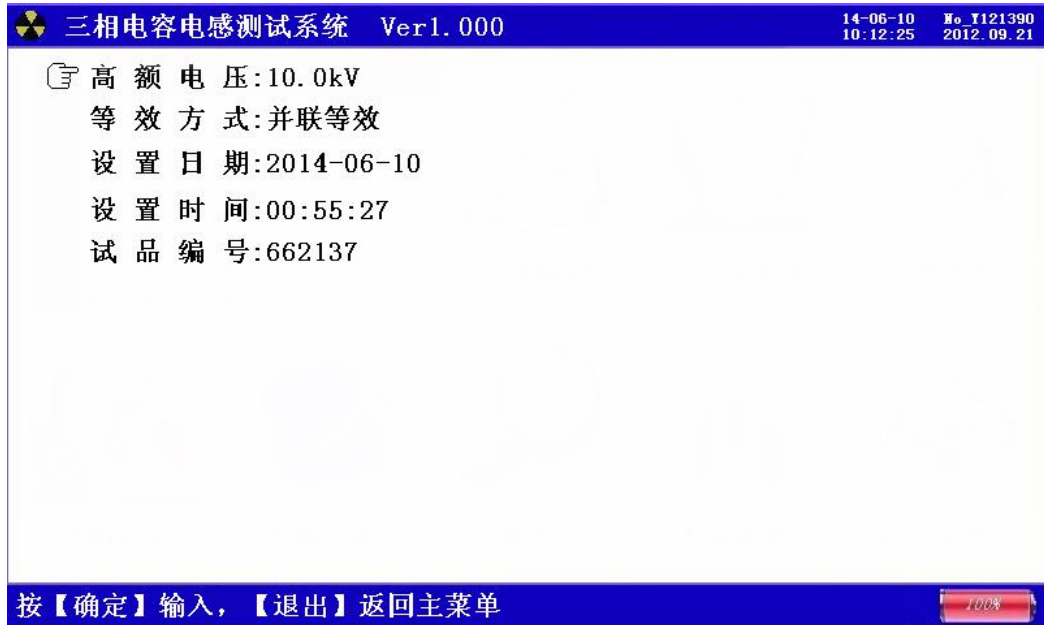 三相电容电感测试系统 Ver1.000
14-06-10 No_Y121390
10:12:25 2012.09.21
高额电压:10.0kV
等效方式:并联等效
设置日期:2014-06-10
设置时间:00:55:27
试品编号:662137
按【确定】输入，【退出】返回主菜单
100%